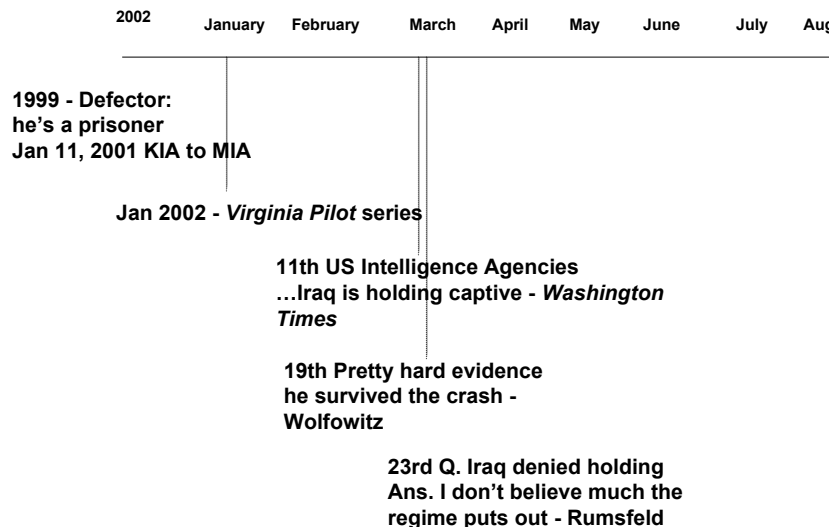 2002
January February March April May June July Aug
1999 - Defector:
he's a prisoner
Jan 11, 2001 KIA to MIA
Jan 2002 - Virginia Pilot series
11th US Intelligence Agencies
…Iraq is holding captive - Washington
Times
19th Pretty hard evidence
he survived the crash -
Wolfowitz
23rd Q. Iraq denied holding
Ans. I don't believe much the
regime puts out - Rumsfeld